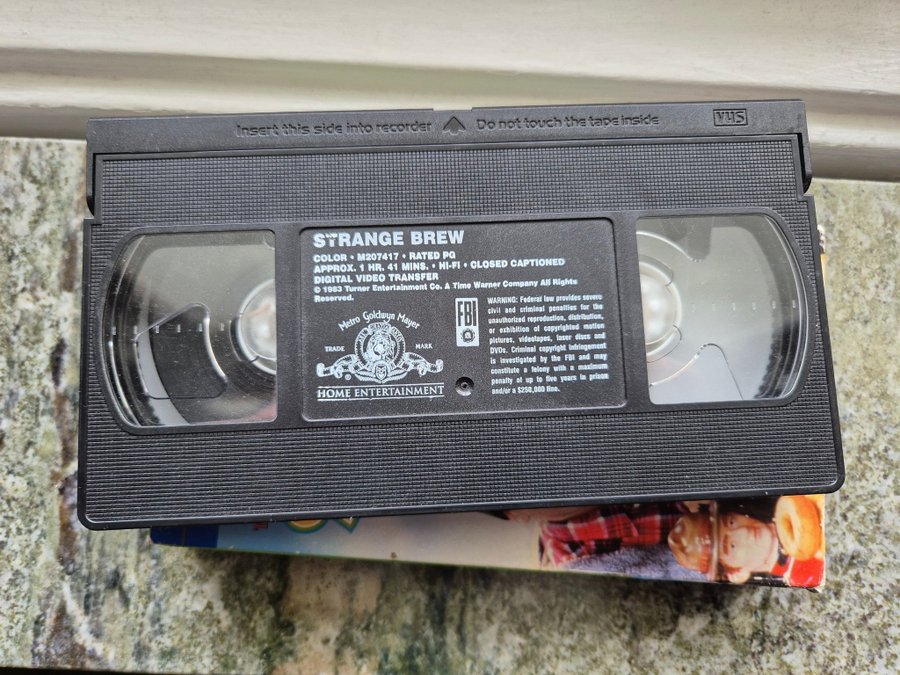 Insert this side into recorder Do not touch the tape inside VHS
STRANGE BREW
COLOR • M207417 • RATED PG
APPROX. 1 HR. 41 MINS. • HI-FI • CLOSED CAPTIONED
DIGITAL VIDEO TRANSFER
© 1983 Turner Entertainment Co. A Time Warner Company All Rights
Reserved.
Metro Goldwyn Mayer
TRADE MARK
HOME ENTERTAINMENT
FBI
WARNING: Federal law provides severe
civil and criminal penalties for the
unauthorized reproduction, distribution,
or exhibition of copyrighted motion
pictures, videotapes, laser discs and
DVDs. Criminal copyright infringement
is investigated by the FBI and may
constitute a felony with a maximum
penalty of up to five years in prison
and/or a $250,000 fine.